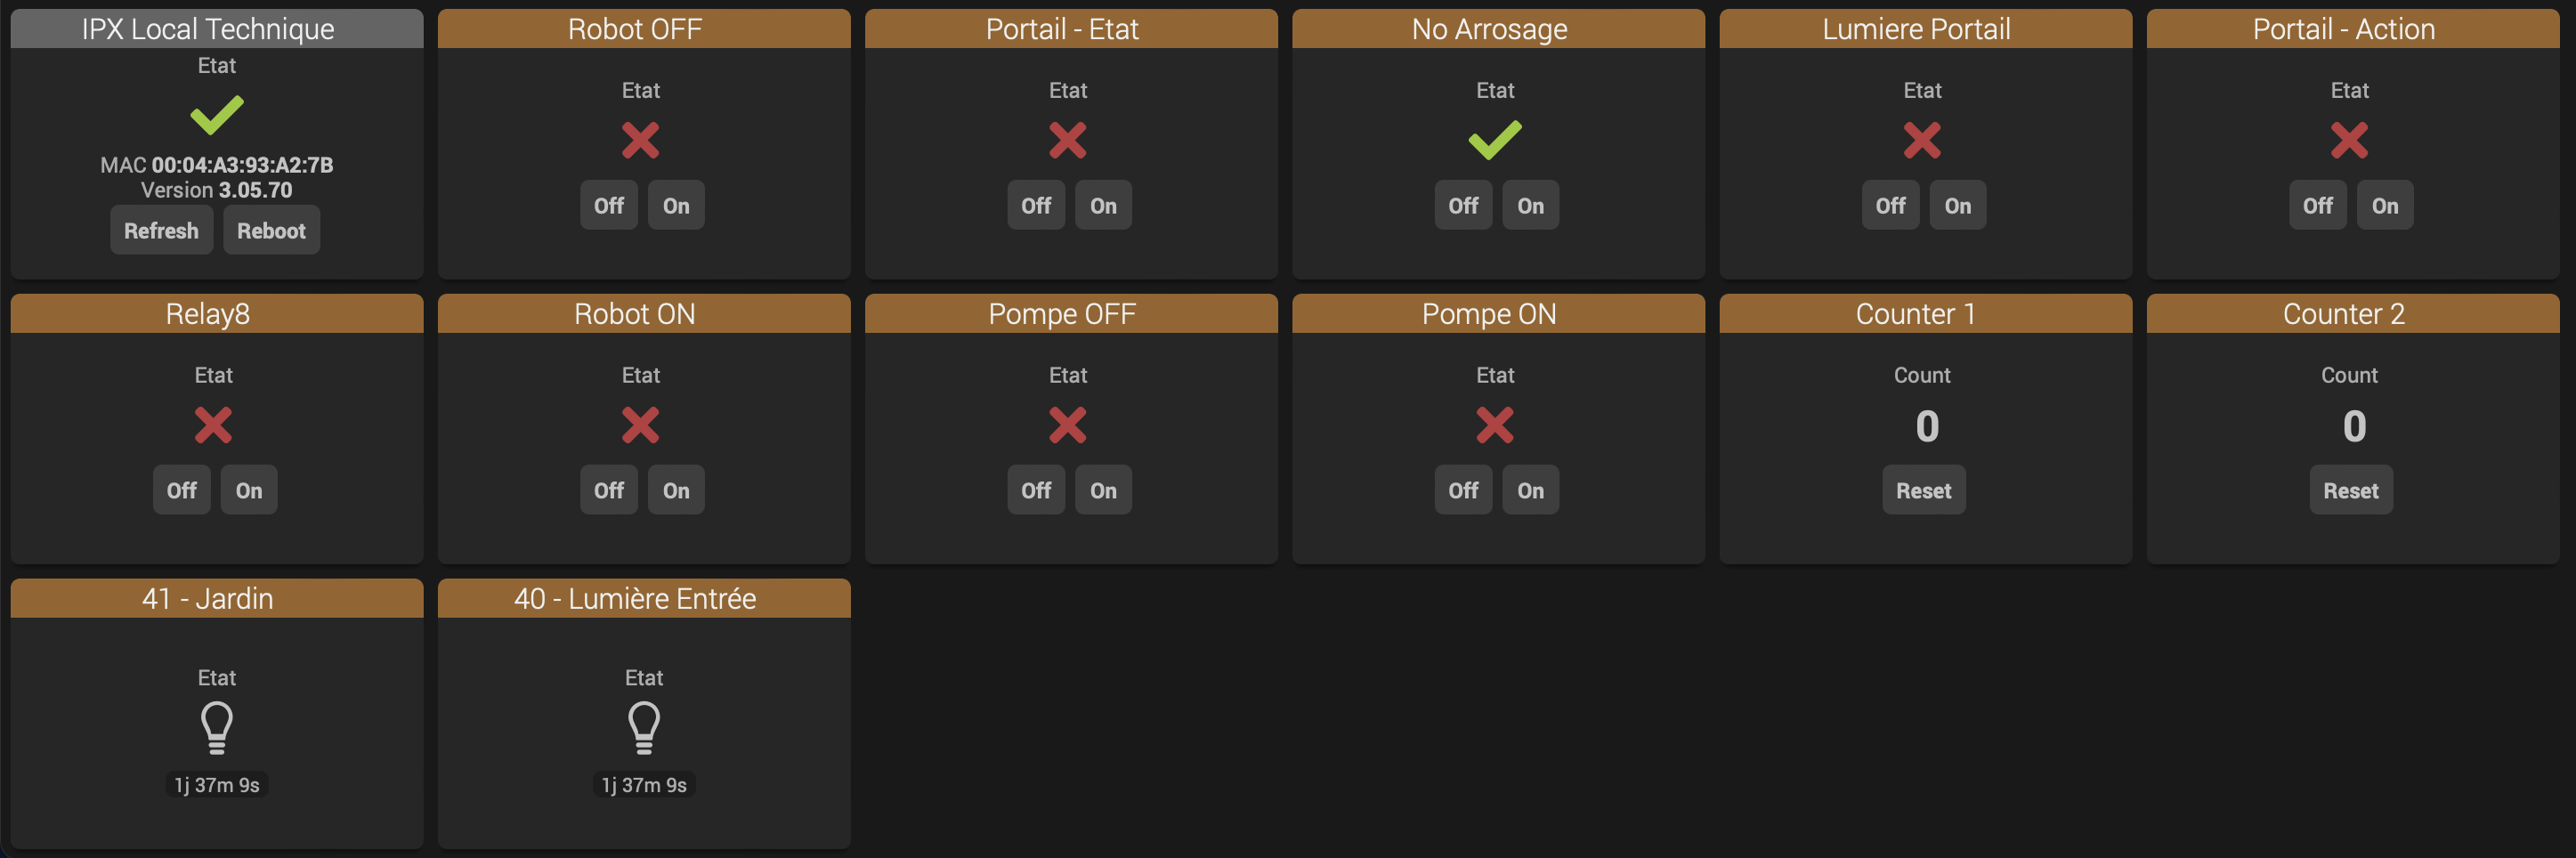 IPX Local Technique
Etat
MAC 00:04:A3:93:A2:7B
Version 3.05.70
Refresh Reboot
Robot OFF
Etat
Off On
Portail - Etat
Etat
Off On
No Arrosage
Etat
Off On
Lumiere Portail
Etat
Off On
Portail - Action
Etat
Off On
Relay8
Etat
Off On
Robot ON
Etat
Off On
Pompe OFF
Etat
Off On
Pompe ON
Etat
Off On
Counter 1
Count
0
Reset
Counter 2
Count
0
Reset
41 - Jardin
Etat
1j 37m 9s
40 - Lumière Entrée
Etat
1j 37m 9s